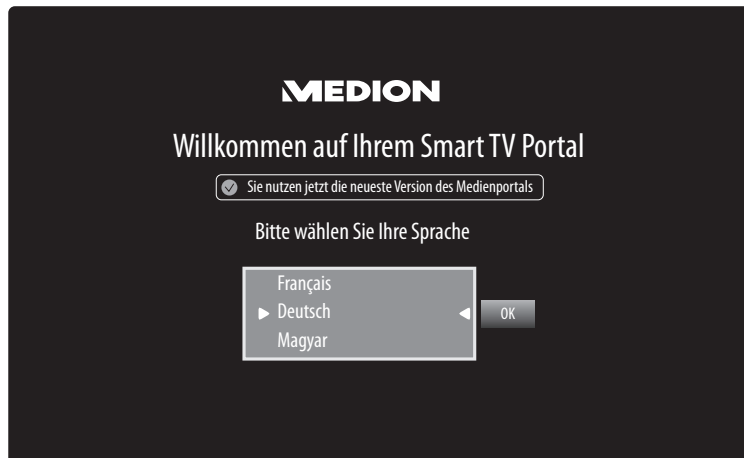 MEDION
Willkommen auf Ihrem Smart TV Portal
Sie nutzen jetzt die neueste Version des Medienportals
Bitte wählen Sie Ihre Sprache
Français
Deutsch
OK
Magyar